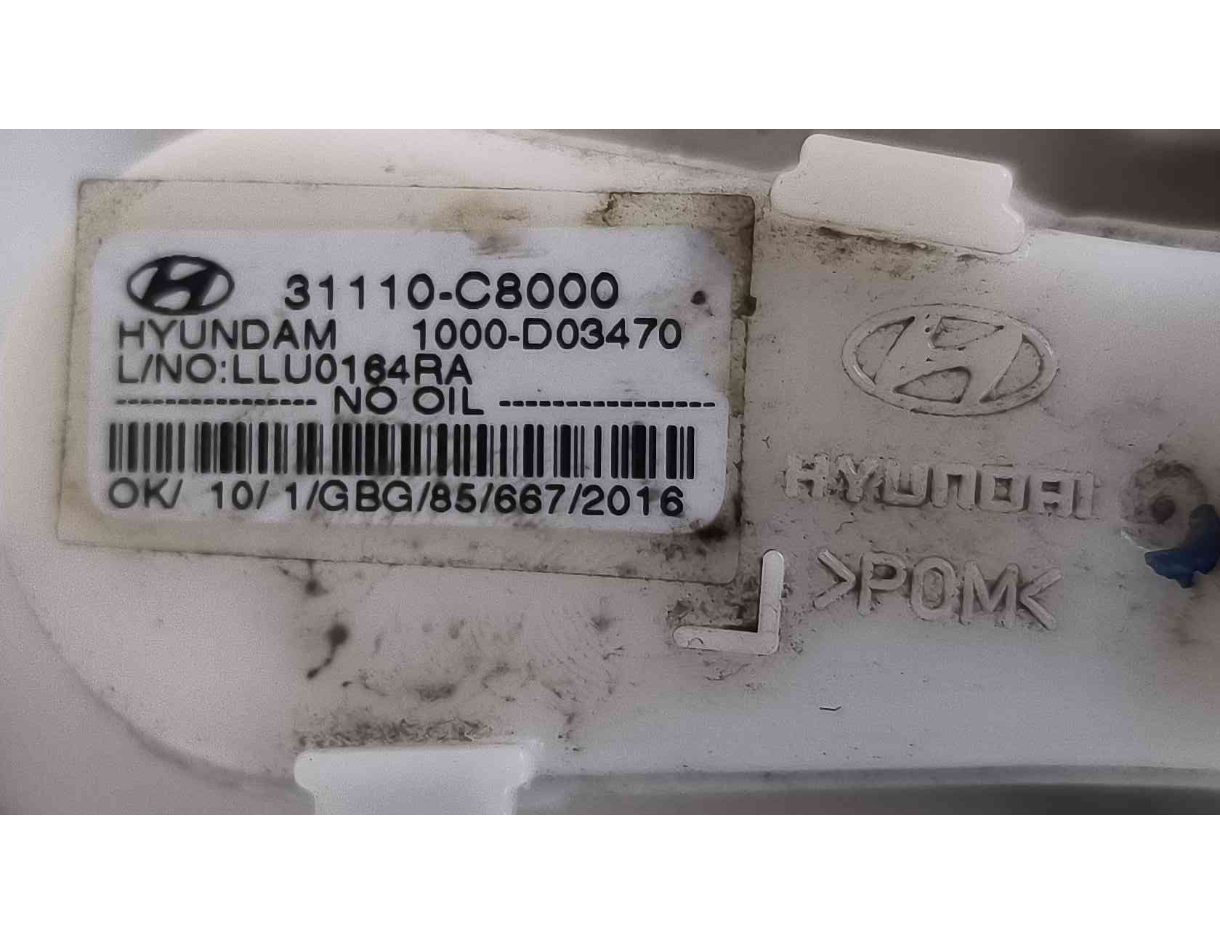 31110-C8000
HYUNDAM 1000-D03470
L/NO:LLU0164RA
---------------- NO OIL -----------------
OK/ 10/ 1/GBG/85/667/2016
HYUNDAI
>POM<